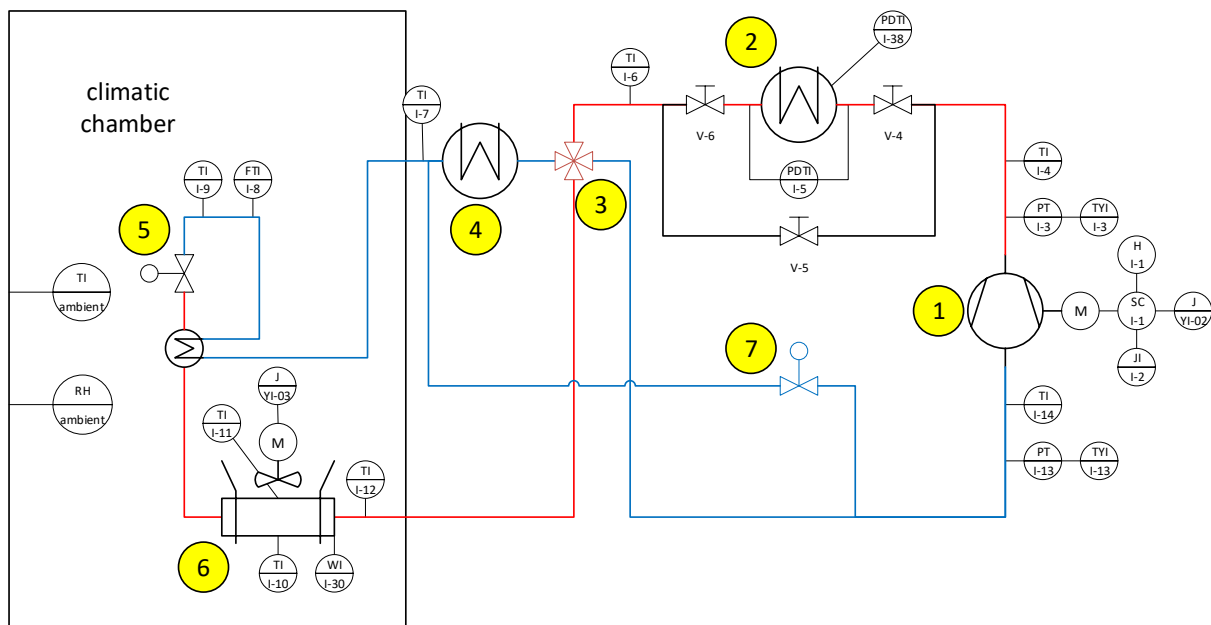 climatic
chamber
TI
I-7
TI
I-6
2
PDTI
I-38
V-6
V-4
PDTI
I-5
V-5
3
4
TI
I-4
PT
I-3
TYI
I-3
H
I-1
1
M
SC
I-1
J
YI-02
JI
I-2
TI
I-9
FTI
I-8
5
TI
ambient
RH
ambient
7
TI
I-14
PT
I-13
TYI
I-13
J
YI-03
TI
I-11
M
TI
I-12
6
TI
I-10
WI
I-30